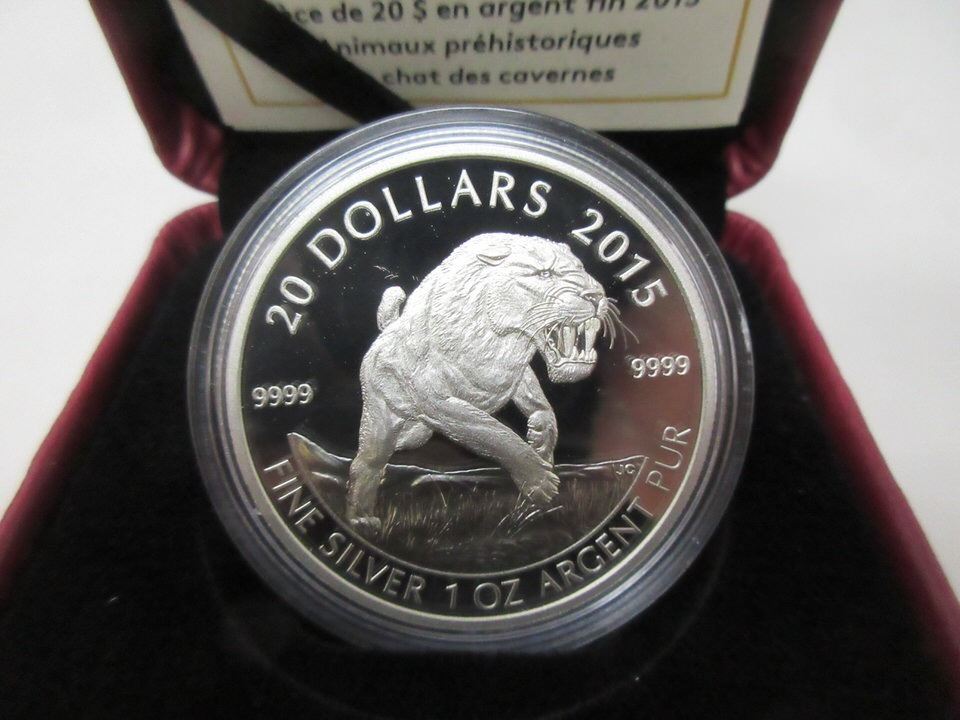 de 20 $ en argent fin 2015
Animaux préhistoriques
chat des cavernes
20 DOLLARS 2015
9999
9999
JC
FINE SILVER 1 OZ ARGENT PUR